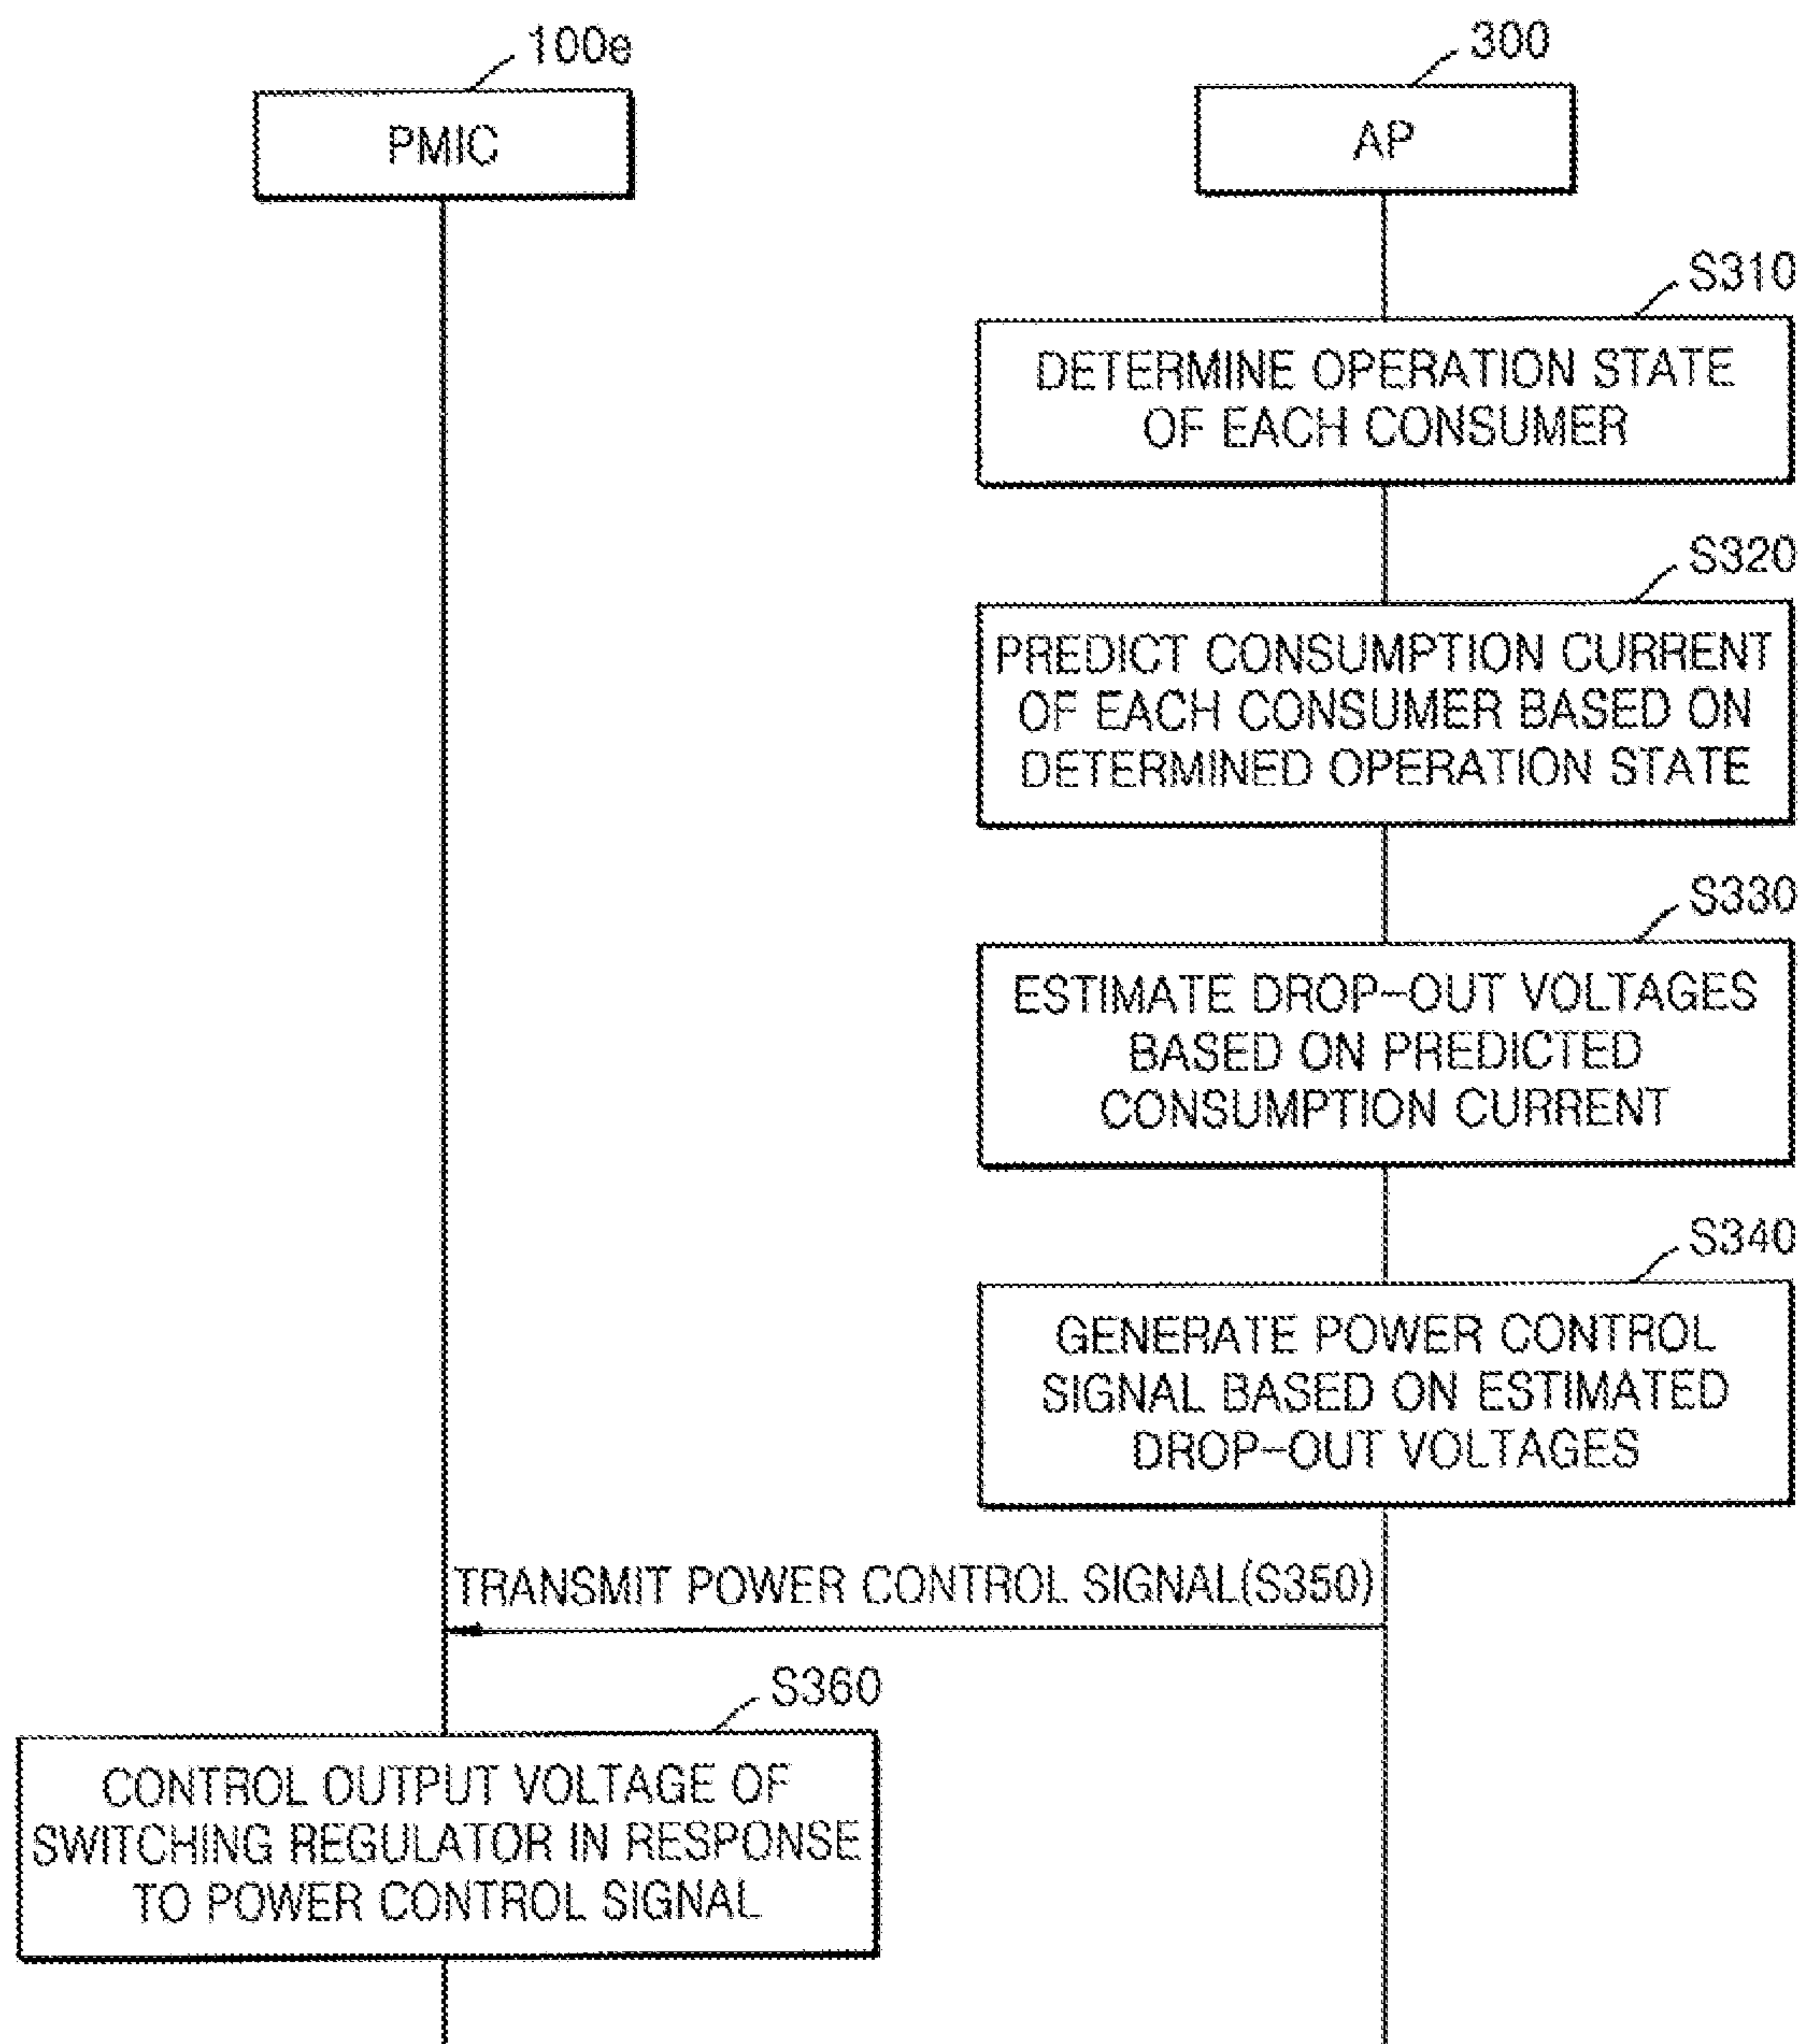 100e
300
PMIC
AP
S310
DETERMINE OPERATION STATE
OF EACH CONSUMER
S320
PREDICT CONSUMPTION CURRENT
OF EACH CONSUMER BASED ON
DETERMINED OPERATION STATE
S330
ESTIMATE DROP-OUT VOLTAGES
BASED ON PREDICTED
CONSUMPTION CURRENT
S340
GENERATE POWER CONTROL
SIGNAL BASED ON ESTIMATED
DROP-OUT VOLTAGES
TRANSMIT POWER CONTROL SIGNAL(S350)
S360
CONTROL OUTPUT VOLTAGE OF
SWITCHING REGULATOR IN RESPONSE
TO POWER CONTROL SIGNAL